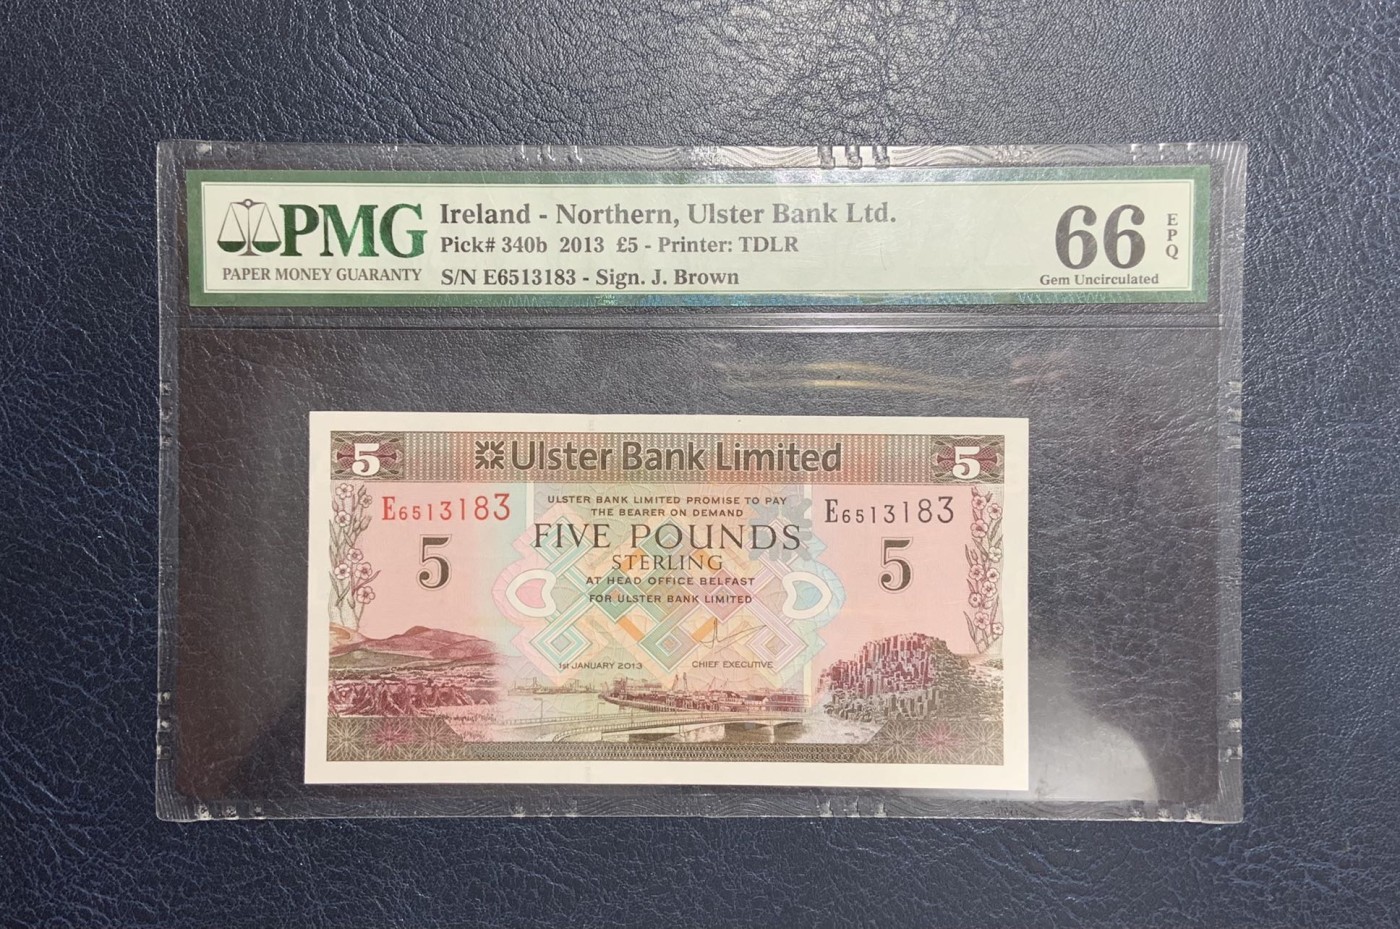 PMG
PAPER MONEY GUARANTY
Ireland - Northern, Ulster Bank Ltd.
Pick# 340b 2013 £5 - Printer: TDLR
S/N E6513183 - Sign. J. Brown
66
EPQ
Gem Uncirculated
5 Ulster Bank Limited 5
E6513183
ULSTER BANK LIMITED PROMISE TO PAY
THE BEARER ON DEMAND
E6513183
FIVE POUNDS
STERLING
5 5
AT HEAD OFFICE BELFAST
FOR ULSTER BANK LIMITED
1st JANUARY 2013 CHIEF EXECUTIVE